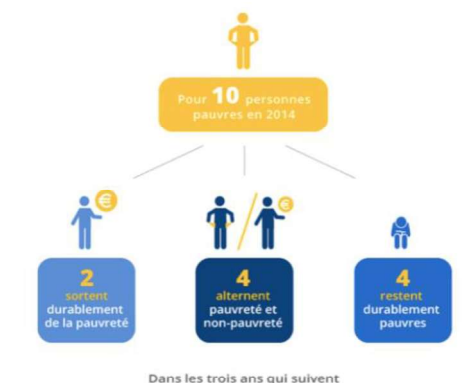 Pour 10 personnes
pauvres en 2014
€
€
2
sortent
durablement
de la pauvreté
4
alternent
pauvreté et
non-pauvreté
4
restent
durablement
pauvres
Dans les trois ans qui suivent